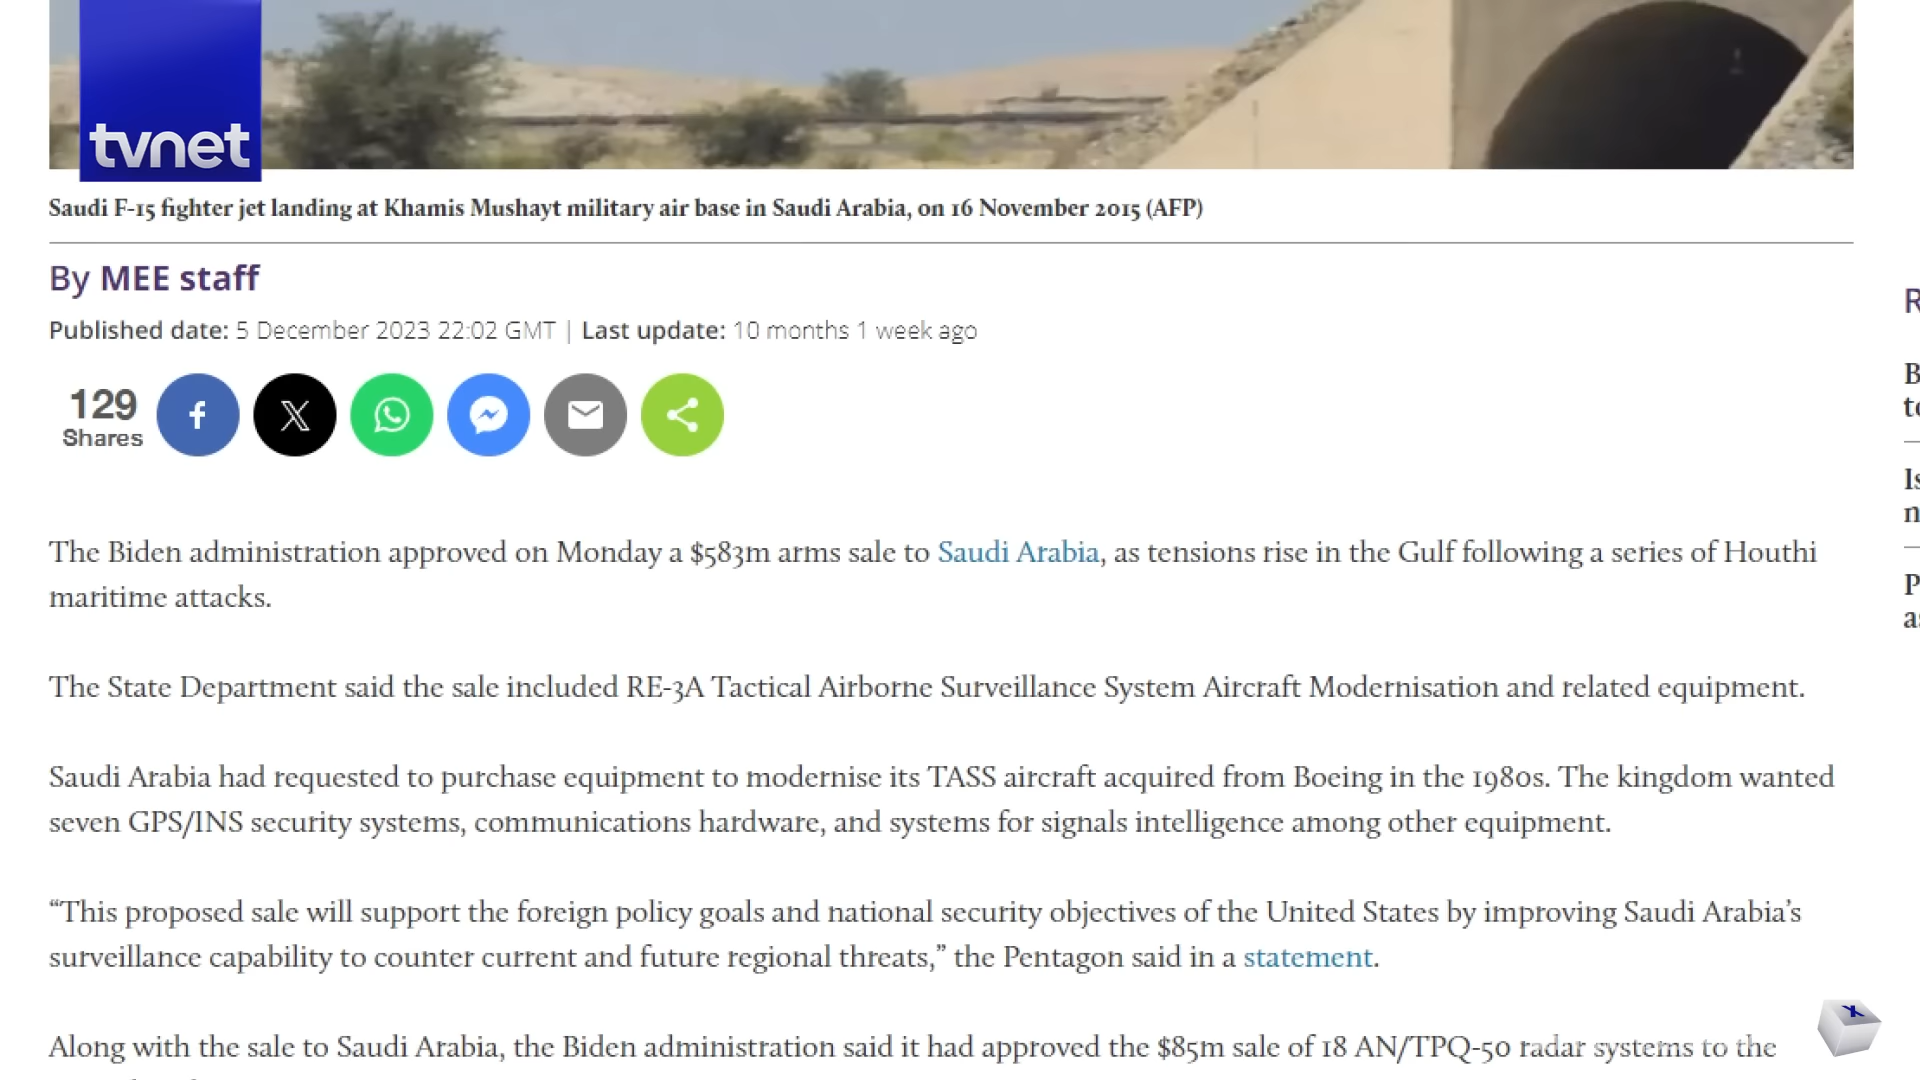 tvnet
Saudi F-15 fighter jet landing at Khamis Mushayt military air base in Saudi Arabia, on 16 November 2015 (AFP)
By MEE staff
Published date: 5 December 2023 22:02 GMT | Last update: 10 months 1 week ago
129
Shares
The Biden administration approved on Monday a $583m arms sale to Saudi Arabia, as tensions rise in the Gulf following a series of Houthi
maritime attacks.
The State Department said the sale included RE-3A Tactical Airborne Surveillance System Aircraft Modernisation and related equipment.
Saudi Arabia had requested to purchase equipment to modernise its TASS aircraft acquired from Boeing in the 1980s. The kingdom wanted
seven GPS/INS security systems, communications hardware, and systems for signals intelligence among other equipment.
“This proposed sale will support the foreign policy goals and national security objectives of the United States by improving Saudi Arabia’s
surveillance capability to counter current and future regional threats,” the Pentagon said in a statement.
Along with the sale to Saudi Arabia, the Biden administration said it had approved the $85m sale of 18 AN/TPQ-50 radar systems to the